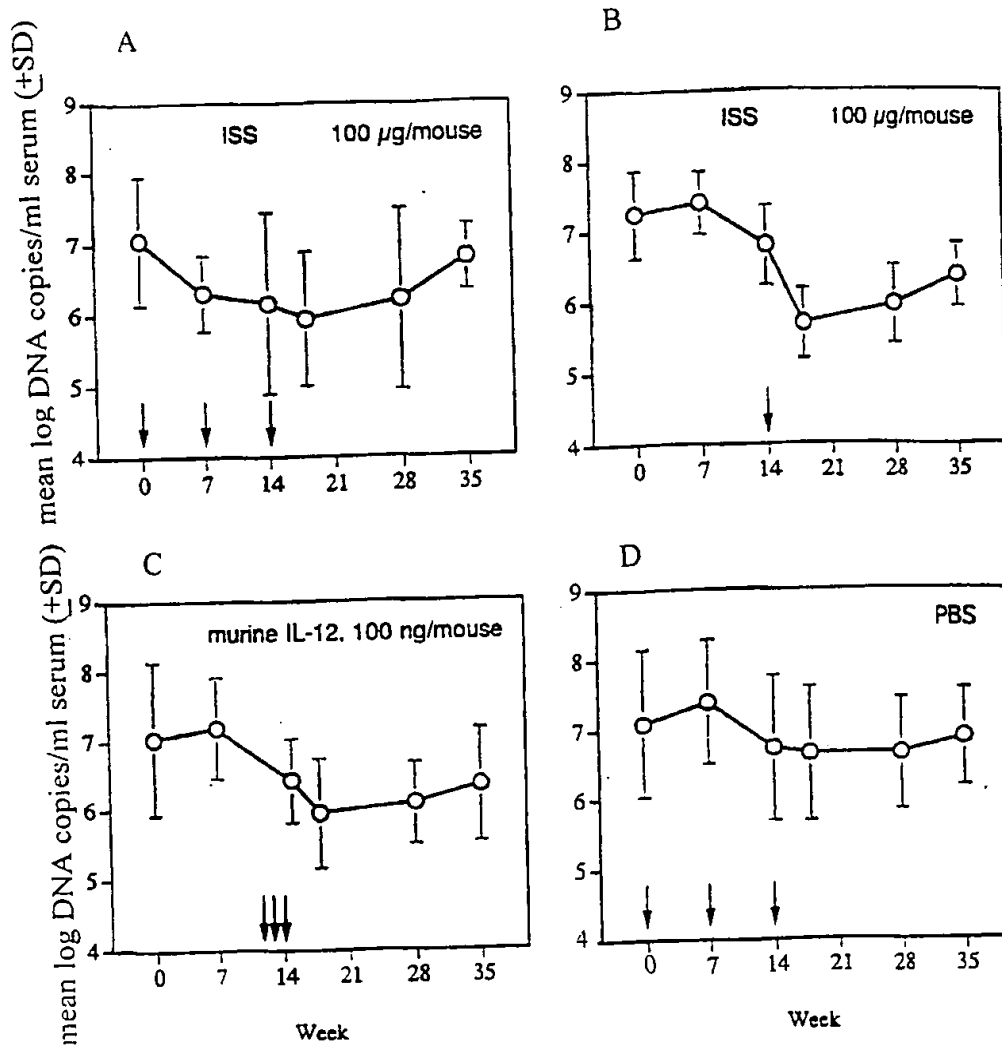 A
mean log DNA copies/ml serum (±SD)
ISS 100 µg/mouse
9
8
7
6
5
4
0 7 14 21 28 35
B
ISS 100 µg/mouse
9
8
7
6
5
4
0 7 14 21 28 35
C
mean log DNA copies/ml serum (±SD)
murine IL-12, 100 ng/mouse
9
8
7
6
5
4
0 7 14 21 28 35
Week
D
PBS
9
8
7
6
5
4
0 7 14 21 28 35
Week